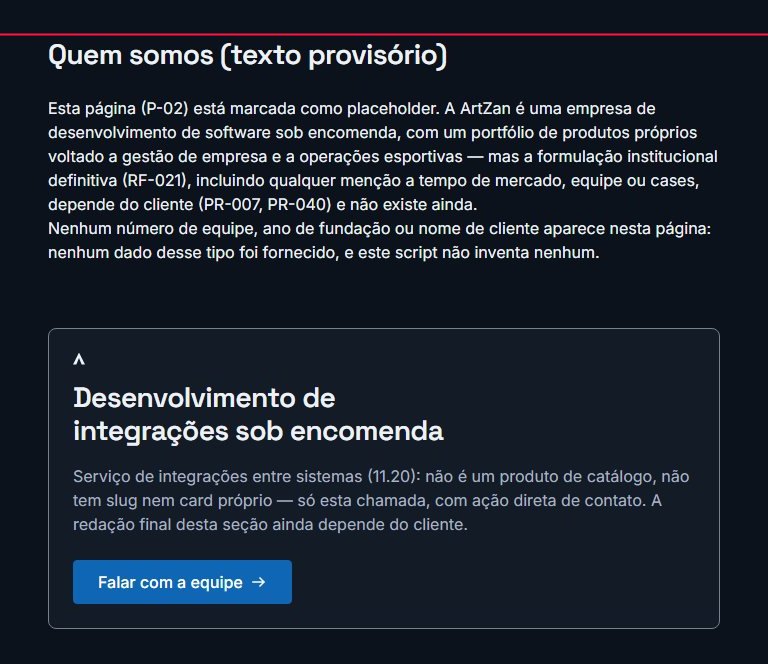 Quem somos (texto provisório)
Esta página (P-02) está marcada como placeholder. A ArtZan é uma empresa de
desenvolvimento de software sob encomenda, com um portfólio de produtos próprios
voltado a gestão de empresa e a operações esportivas — mas a formulação institucional
definitiva (RF-021), incluindo qualquer menção a tempo de mercado, equipe ou cases,
depende do cliente (PR-007, PR-040) e não existe ainda.
Nenhum número de equipe, ano de fundação ou nome de cliente aparece nesta página:
nenhum dado desse tipo foi fornecido, e este script não inventa nenhum.
Desenvolvimento de
integrações sob encomenda
Serviço de integrações entre sistemas (11.20): não é um produto de catálogo, não
tem slug nem card próprio — só esta chamada, com ação direta de contato. A
redação final desta seção ainda depende do cliente.
Falar com a equipe →